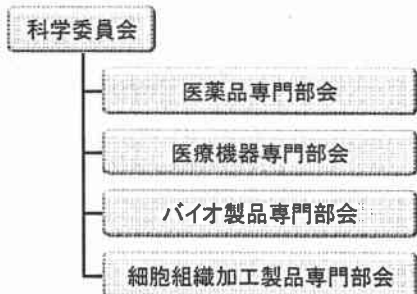 科学委員会
医薬品専門部会
医療機器専門部会
バイオ製品専門部会
細胞組織加工製品専門部会